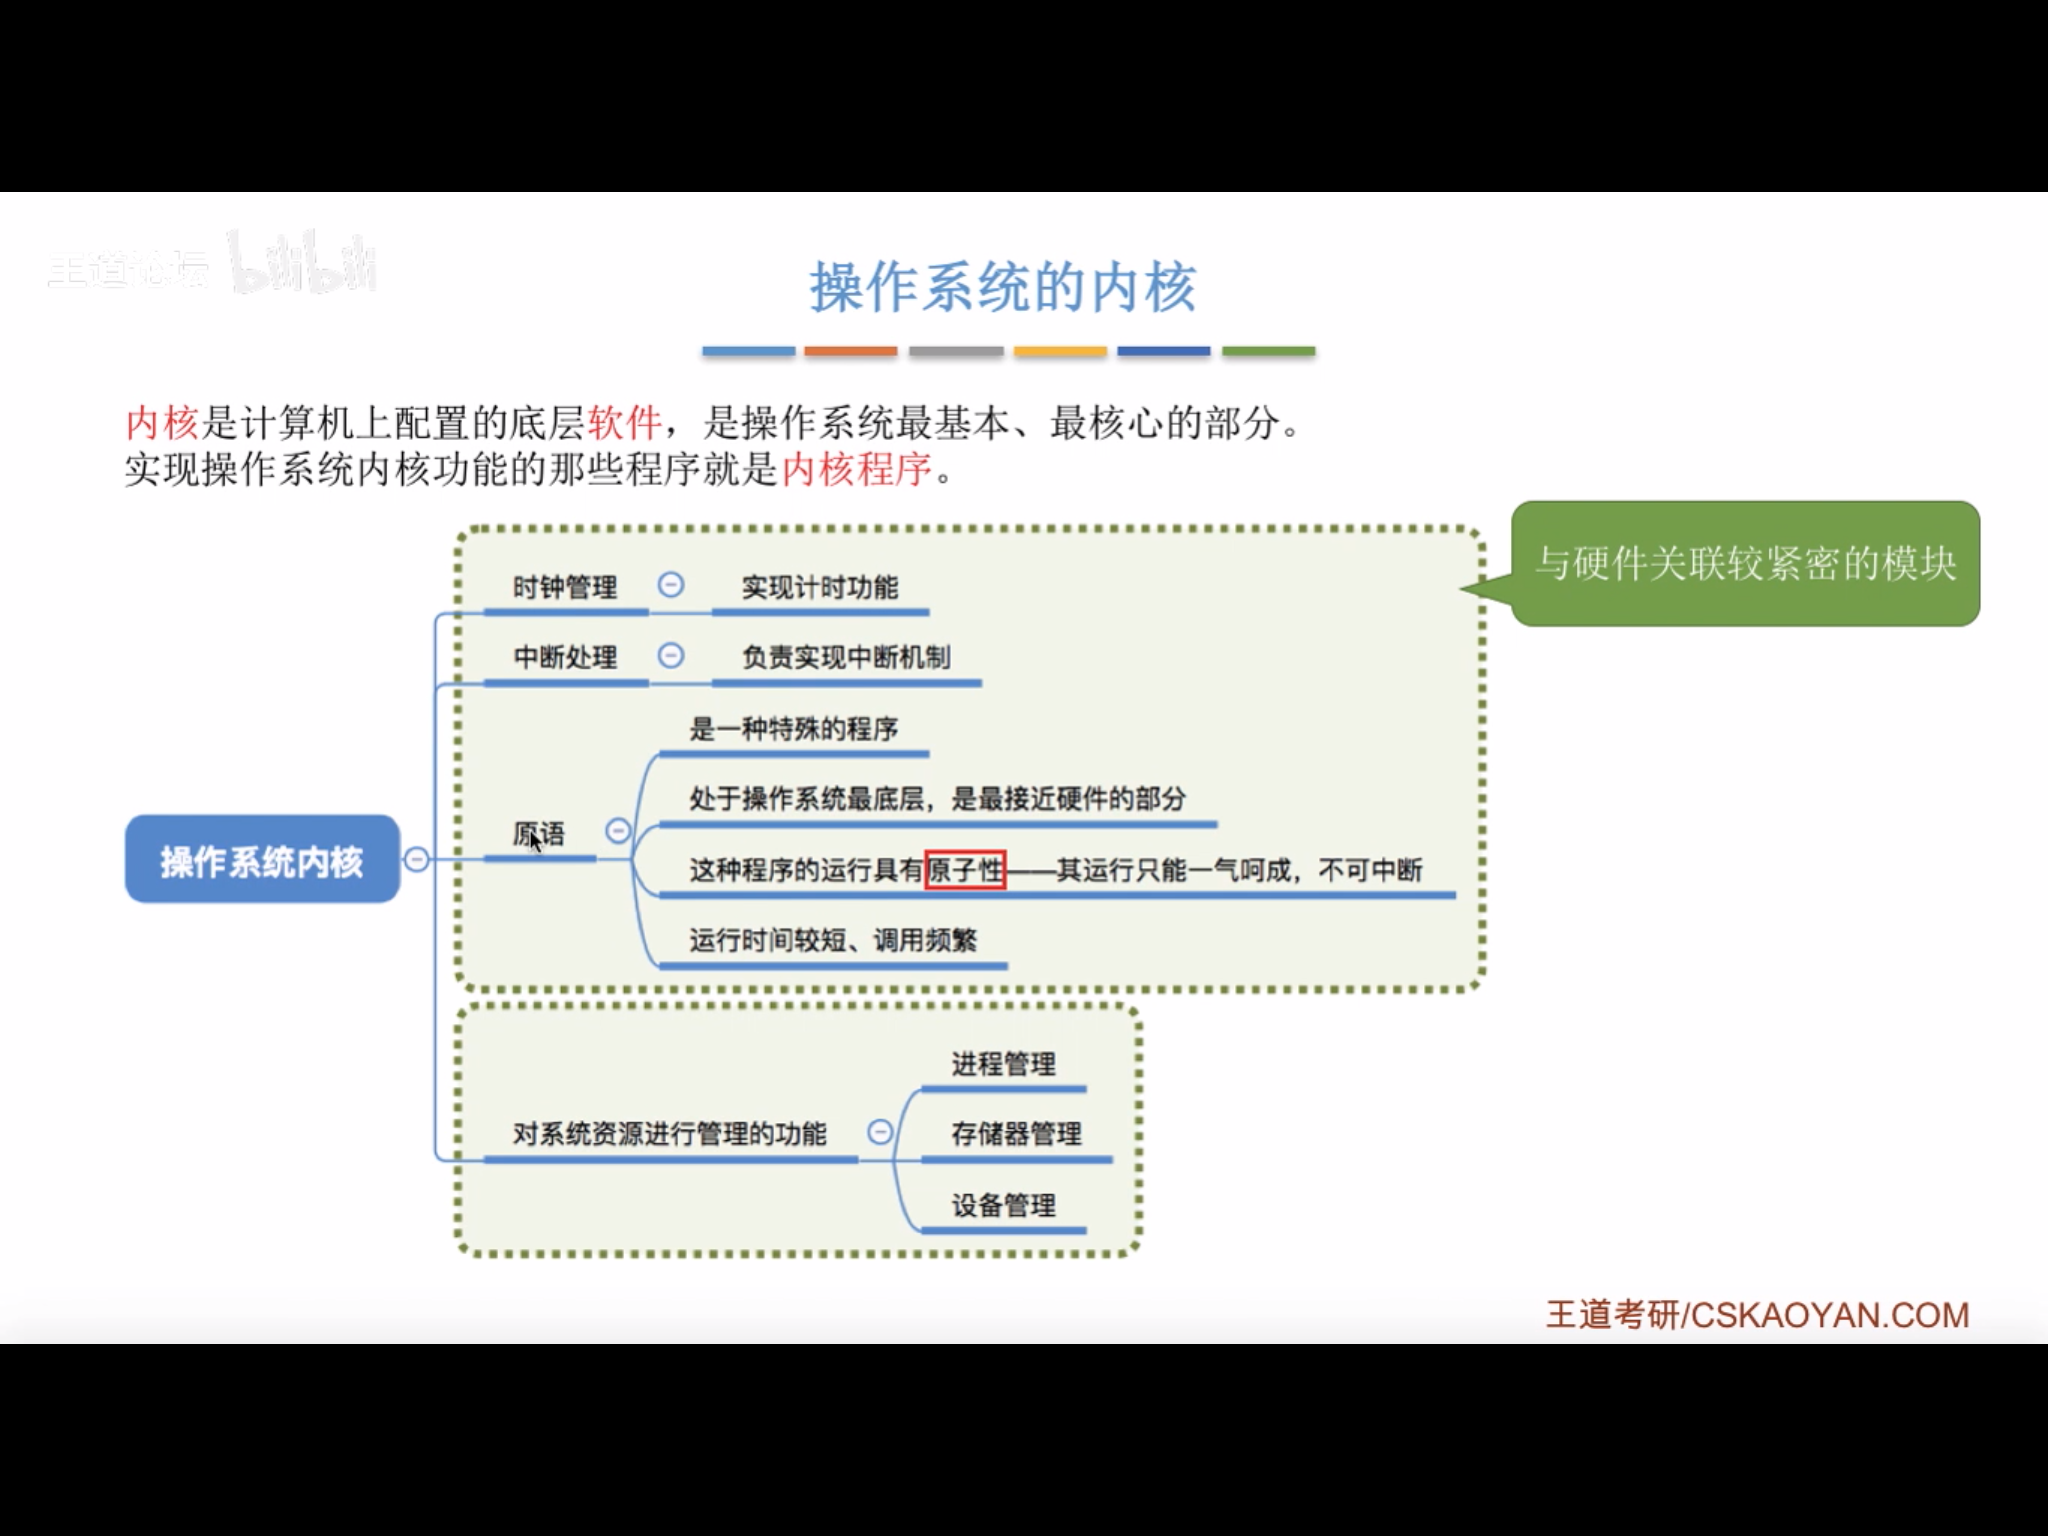 王道论坛 bilibili
操作系统的内核
内核是计算机上配置的底层软件，是操作系统最基本、最核心的部分。
实现操作系统内核功能的那些程序就是内核程序。
与硬件关联较紧密的模块
时钟管理
实现计时功能
中断处理
负责实现中断机制
是一种特殊的程序
处于操作系统最底层，是最接近硬件的部分
原语
操作系统内核
这种程序的运行具有原子性——其运行只能一气呵成，不可中断
运行时间较短、调用频繁
进程管理
对系统资源进行管理的功能
存储器管理
设备管理
王道考研/CSKAOYAN.COM